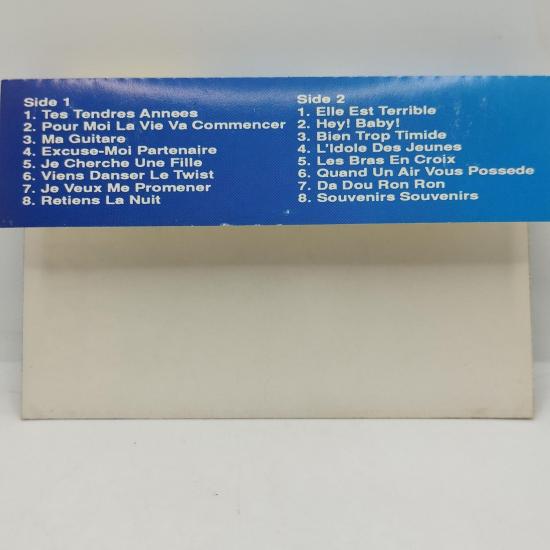 Side 1
1. Tes Tendres Annees
2. Pour Moi La Vie Va Commencer
3. Ma Guitare
4. Excuse-Moi Partenaire
5. Je Cherche Une Fille
6. Viens Danser Le Twist
7. Je Veux Me Promener
8. Retiens La Nuit
Side 2
1. Elle Est Terrible
2. Hey! Baby!
3. Bien Trop Timide
4. L'Idole Des Jeunes
5. Les Bras En Croix
6. Quand Un Air Vous Possede
7. Da Dou Ron Ron
8. Souvenirs Souvenirs